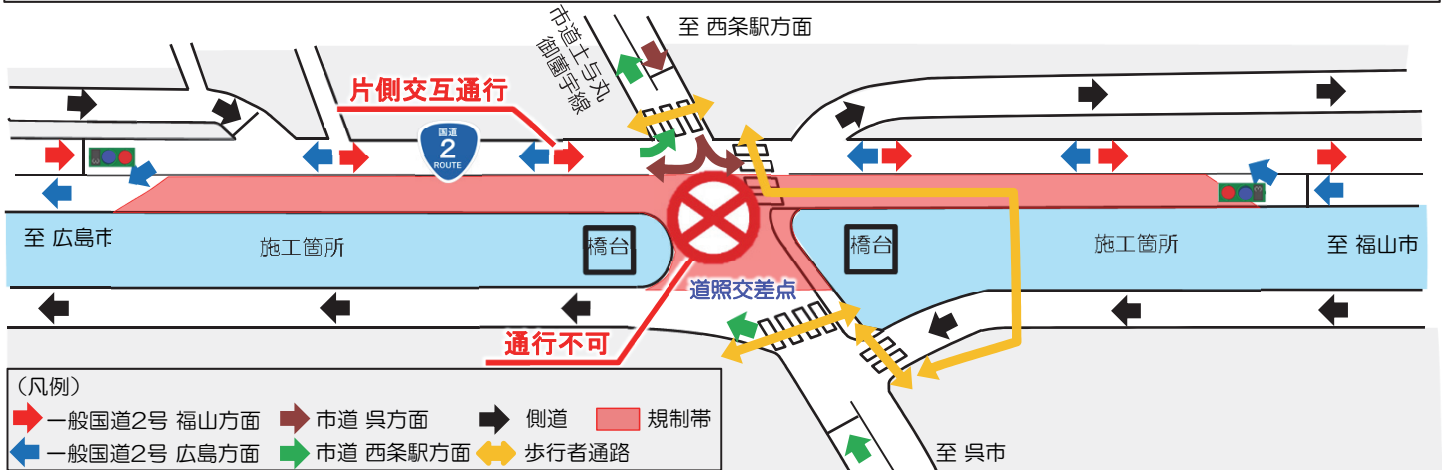 至 西条駅方面
市道土与丸
御薗宇線
片側交互通行
国道
2
ROUTE
至 広島市
施工箇所
橋台
橋台
施工箇所
至 福山市
道照交差点
通行不可
(凡例)
一般国道2号 福山方面
市道 呉方面
側道
規制帯
一般国道2号 広島方面
市道 西条駅方面
歩行者通路
至 呉市